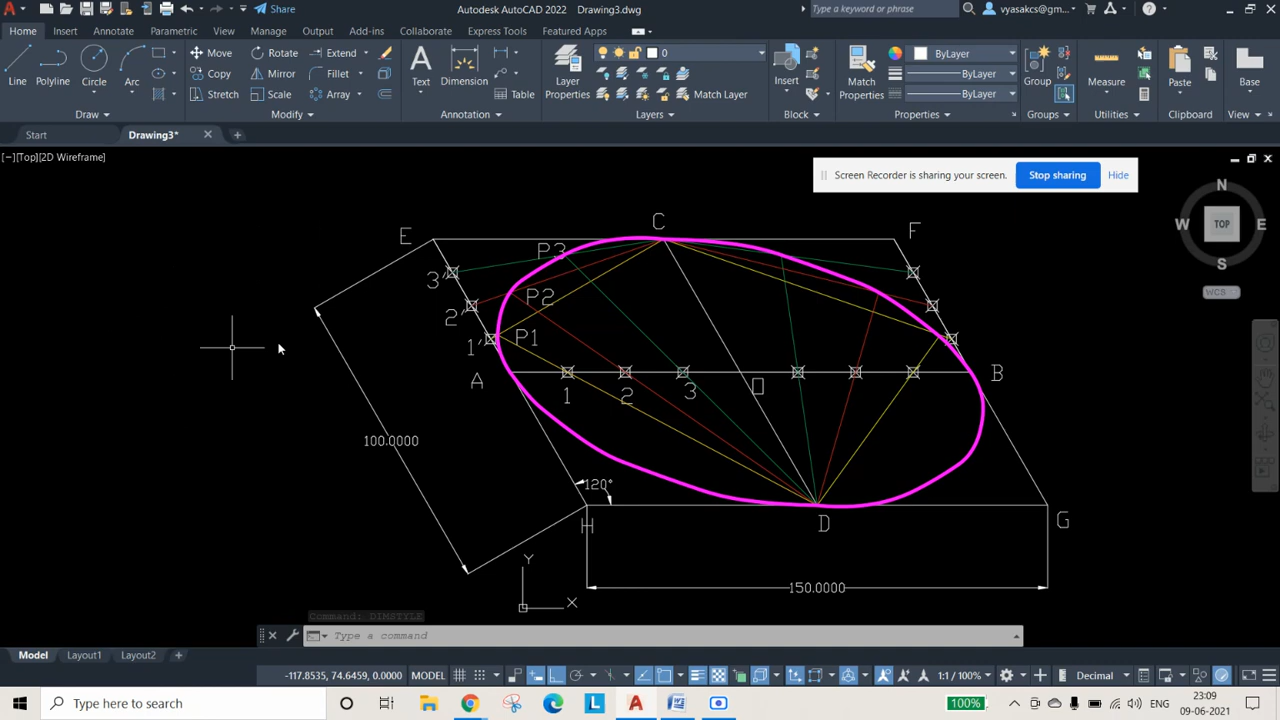 Share
Autodesk AutoCAD 2022 Drawing3.dwg
Type a keyword or phrase
vyasakcs@gm...
Home Insert Annotate Parametric View Manage Output Add-ins Collaborate Express Tools Featured Apps
Line Polyline Circle Arc
Move Rotate Extend
Copy Mirror Fillet
Stretch Scale Array
Text Dimension Table
Layer Properties
0
Match Layer
Insert
Match Properties
ByLayer
ByLayer
ByLayer
Group
Measure
Paste
Base
Draw Modify Annotation Layers Block Properties Groups Utilities Clipboard View
Start Drawing3*
[−][Top][2D Wireframe]
Screen Recorder is sharing your screen. Stop sharing Hide
N
W TOP E
S
WCS
E P3 C F
3'
2' P2
1' P1
A O B
1 2 3
100.0000
120°
H D G
Y
X
150.0000
Command: DIMSTYLE
Type a command
Model Layout1 Layout2
-117.8535, 74.6459, 0.0000 MODEL 1:1 / 100% Decimal
Type here to search
L A W
100%
23:09
09-06-2021